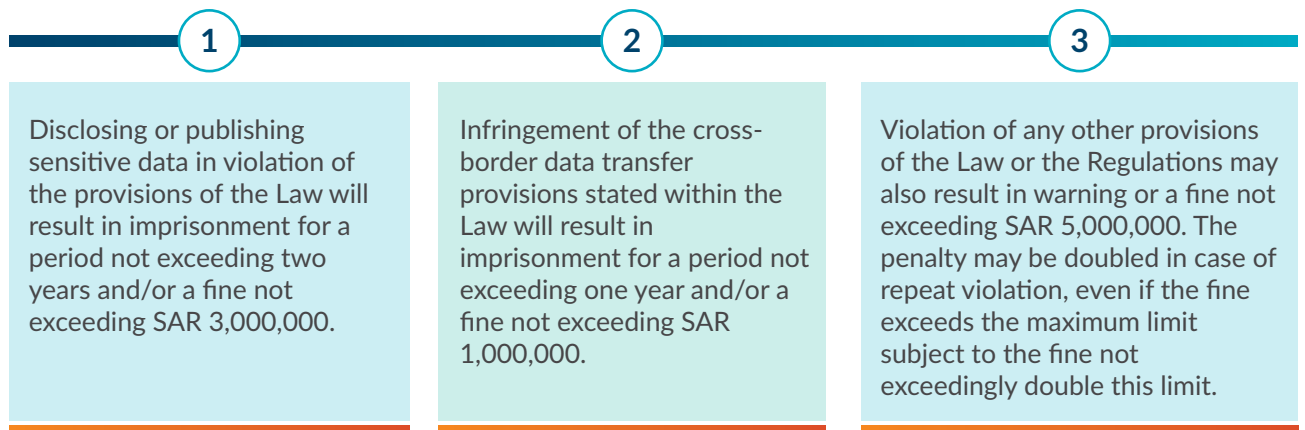 1
Disclosing or publishing
sensitive data in violation of
the provisions of the Law will
result in imprisonment for a
period not exceeding two
years and/or a fine not
exceeding SAR 3,000,000.
2
Infringement of the cross-
border data transfer
provisions stated within the
Law will result in
imprisonment for a period not
exceeding one year and/or a
fine not exceeding SAR
1,000,000.
3
Violation of any other provisions
of the Law or the Regulations may
also result in warning or a fine not
exceeding SAR 5,000,000. The
penalty may be doubled in case of
repeat violation, even if the fine
exceeds the maximum limit
subject to the fine not
exceedingly double this limit.